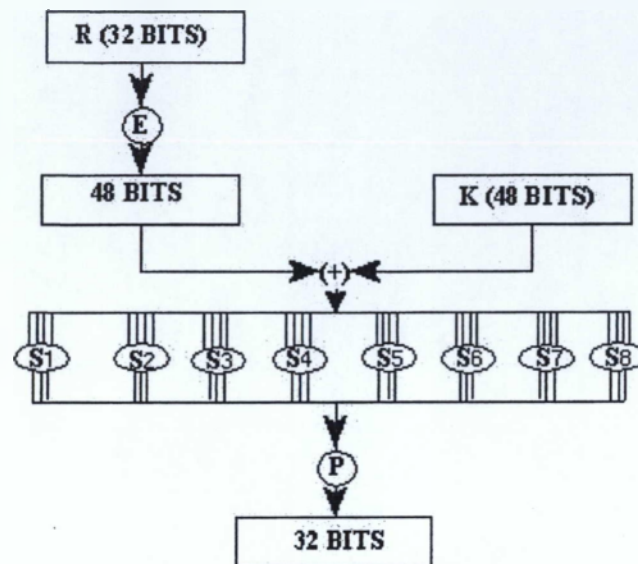 R (32 BITS)
E
48 BITS
K (48 BITS)
(+)
S1 S2 S3 S4 S5 S6 S7 S8
P
32 BITS